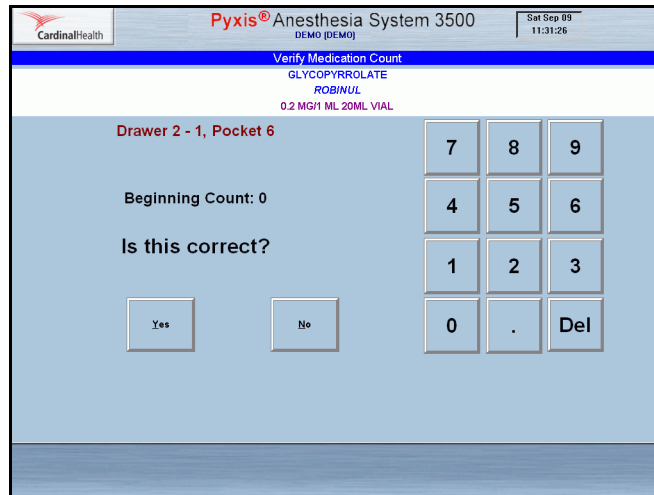 CardinalHealth
Pyxis® Anesthesia System 3500
DEMO [DEMO]
Sat Sep 09
11:31:26
Verify Medication Count
GLYCOPYRROLATE
ROBINUL
0.2 MG/1 ML 20ML VIAL
Drawer 2 - 1, Pocket 6
Beginning Count: 0
Is this correct?
Yes No
7 8 9
4 5 6
1 2 3
0 . Del